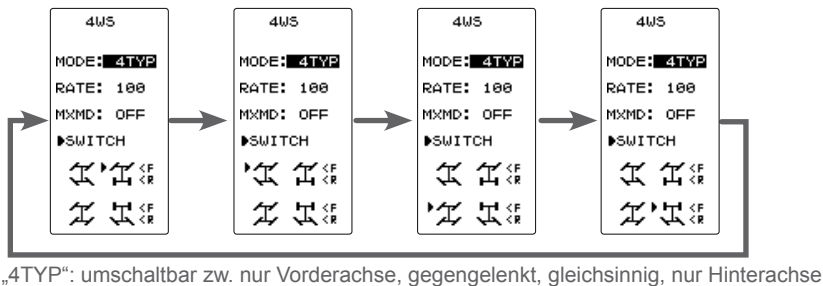 4WS
MODE: 4TYP
RATE: 100
MXMD: OFF
SWITCH
<F
<R
<F
<R
4WS
MODE: 4TYP
RATE: 100
MXMD: OFF
SWITCH
<F
<R
<F
<R
4WS
MODE: 4TYP
RATE: 100
MXMD: OFF
SWITCH
<F
<R
<F
<R
4WS
MODE: 4TYP
RATE: 100
MXMD: OFF
SWITCH
<F
<R
<F
<R
„4TYP“: umschaltbar zw. nur Vorderachse, gegengelenkt, gleichsinnig, nur Hinterachse